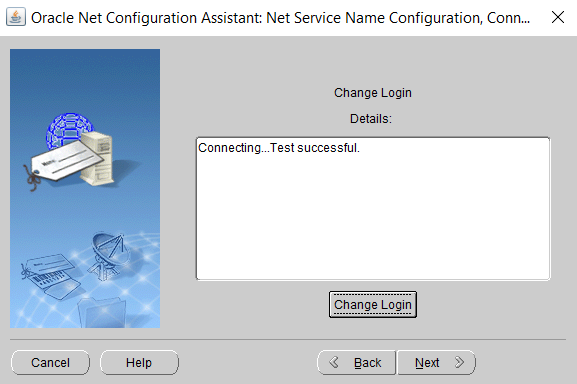 Oracle Net Configuration Assistant: Net Service Name Configuration, Conn...
Change Login
Details:
Connecting...Test successful.
Change Login
Cancel
Help
Back
Next